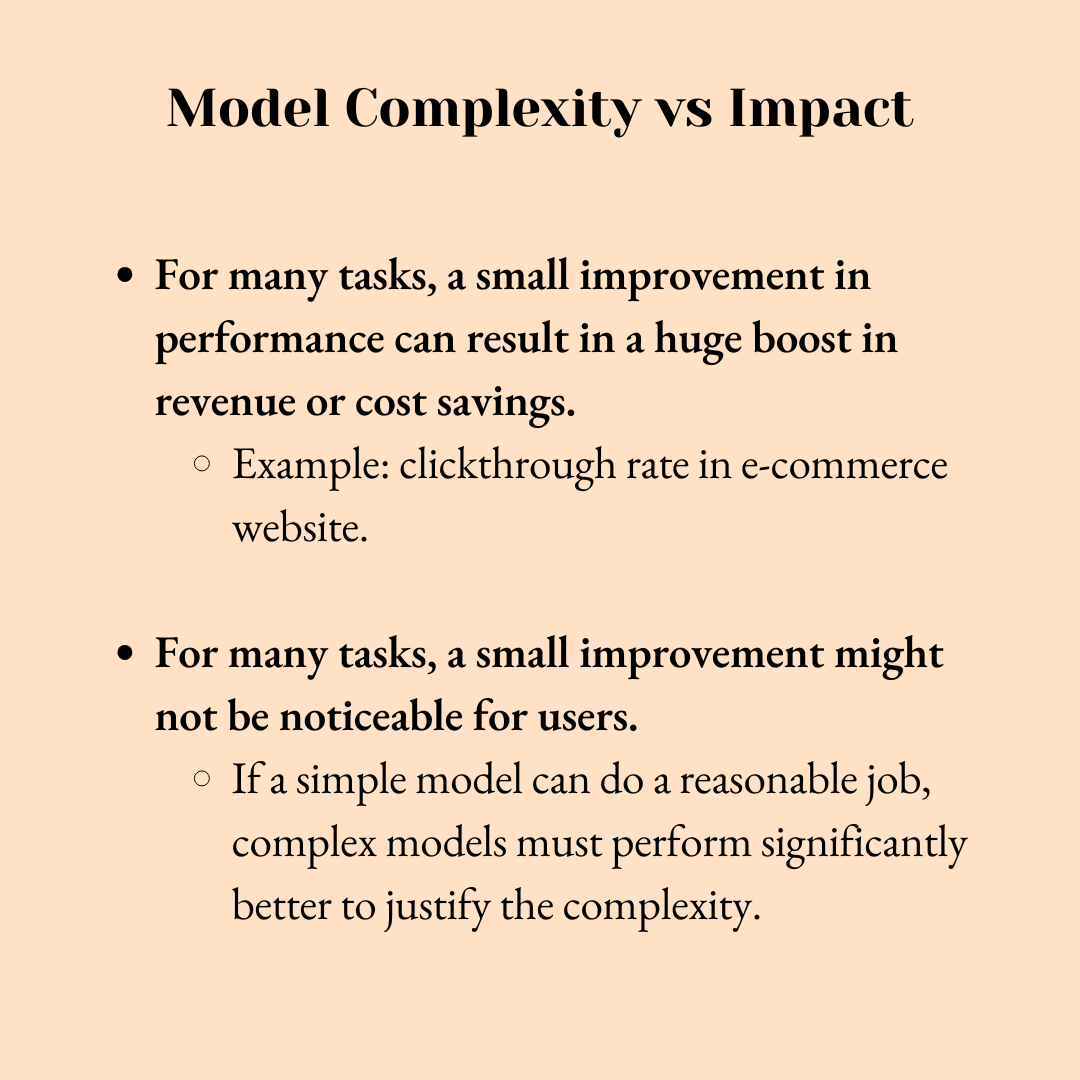 Model Complexity vs Impact
• For many tasks, a small improvement in
performance can result in a huge boost in
revenue or cost savings.
○ Example: clickthrough rate in e-commerce
website.
• For many tasks, a small improvement might
not be noticeable for users.
○ If a simple model can do a reasonable job,
complex models must perform significantly
better to justify the complexity.